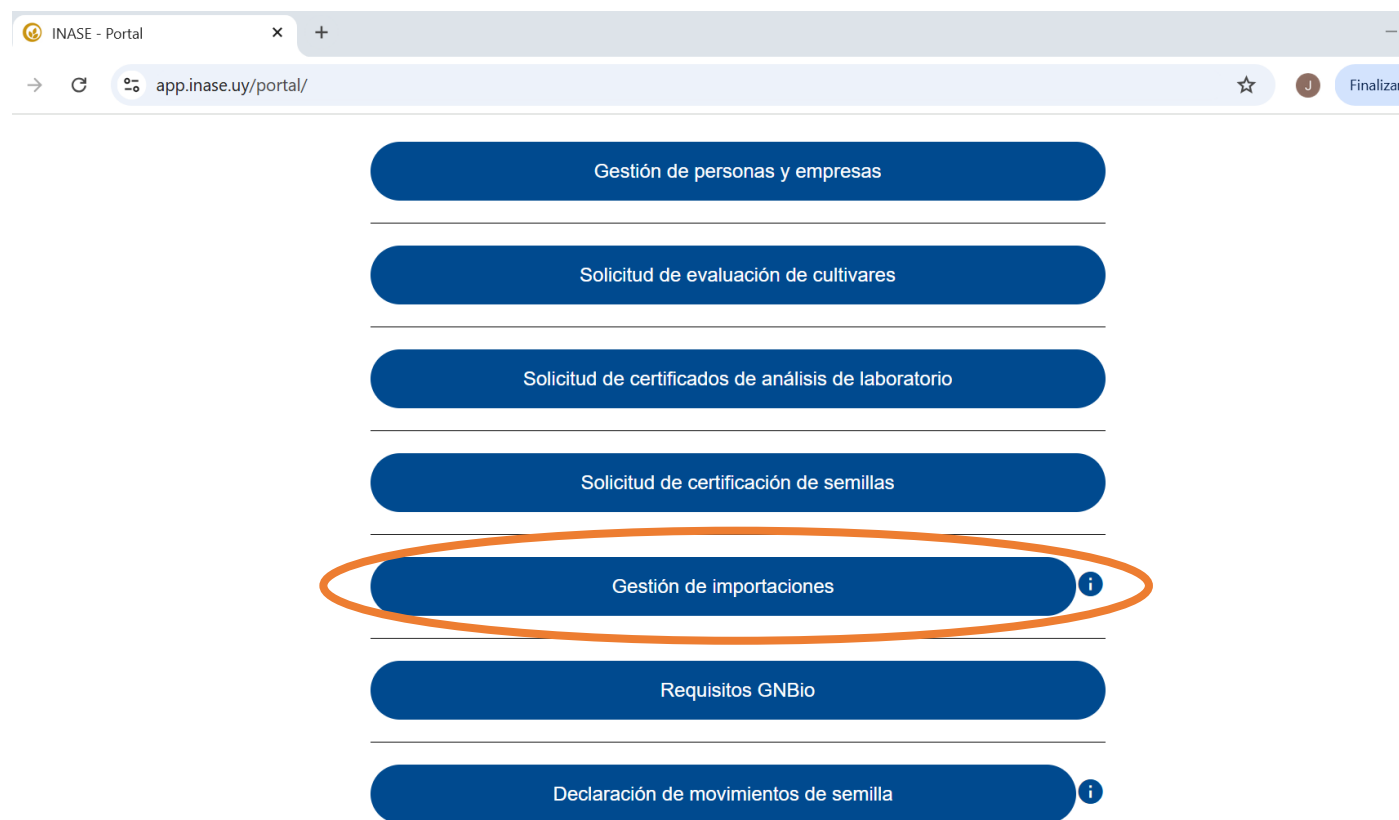 INASE - Portal
app.inase.uy/portal/
J
Finalizar
Gestión de personas y empresas
Solicitud de evaluación de cultivares
Solicitud de certificados de análisis de laboratorio
Solicitud de certificación de semillas
Gestión de importaciones
i
Requisitos GNBio
Declaración de movimientos de semilla
i